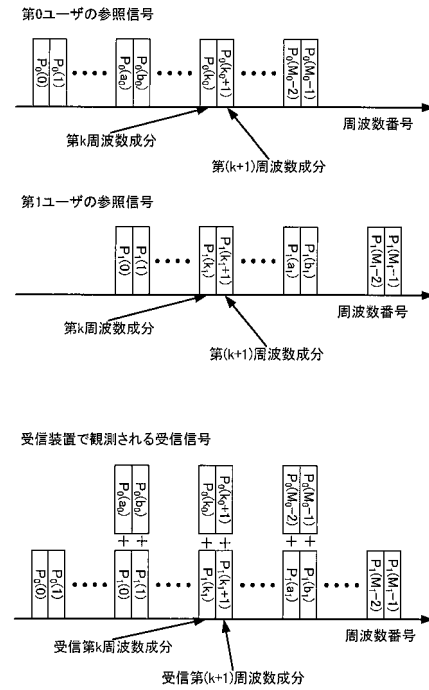 第0ユーザの参照信号
P₀(0) P₀(1) ‥‥ P₀(a₀) P₀(b₀) ‥‥ P₀(k₀) P₀(k₀+1) ‥‥ P₀(M₀−2) P₀(M₀−1)
周波数番号
第k周波数成分
第(k+1)周波数成分
第1ユーザの参照信号
P₁(0) P₁(1) ‥‥ P₁(k₁) P₁(k₁+1) ‥‥ P₁(a₁) P₁(b₁) P₁(M₁−2) P₁(M₁−1)
周波数番号
第k周波数成分
第(k+1)周波数成分
受信装置で観測される受信信号
P₀(a₀) P₀(b₀) P₀(k₀) P₀(k₀+1) P₀(M₀−2) P₀(M₀−1)
+ + + + + +
P₀(0) P₀(1) ‥‥ P₁(0) P₁(1) ‥‥ P₁(k₁) P₁(k₁+1) ‥‥ P₁(a₁) P₁(b₁) ‥‥ P₁(M₁−2) P₁(M₁−1)
周波数番号
受信第k周波数成分
受信第(k+1)周波数成分